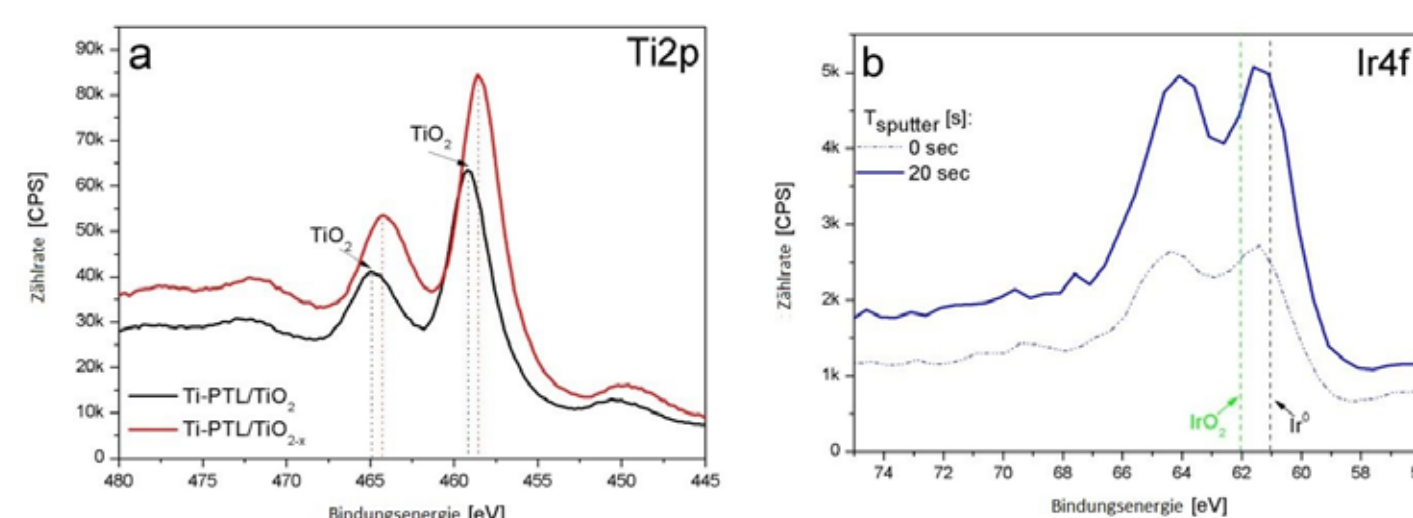 a
Ti2p
90k
80k
70k
60k
50k
40k
30k
20k
10k
0
Zählrate [CPS]
TiO2
TiO2
Ti-PTL/TiO2
Ti-PTL/TiO2-x
480 475 470 465 460 455 450 445
Bindungsenergie [eV]
b
Ir4f
5k
4k
3k
2k
1k
0
Zählrate [CPS]
Tsputter [s]:
0 sec
20 sec
IrO2
Ir0
74 72 70 68 66 64 62 60 58
Bindungsenergie [eV]